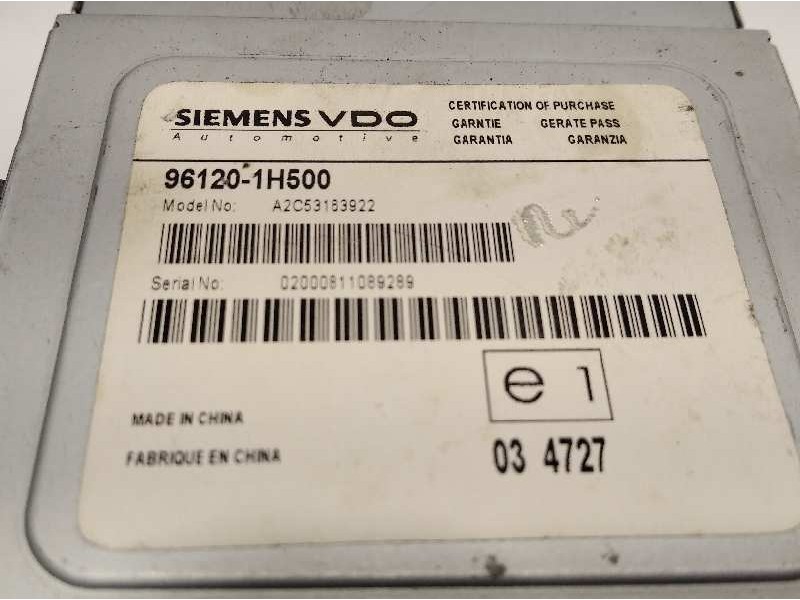 SIEMENS VDO
Automotive
CERTIFICATION OF PURCHASE
GARNTIE GERATE PASS
GARANTIA GARANZIA
96120-1H500
Model No: A2C53183922
Serial No: 02000811089289
e 1
MADE IN CHINA
FABRIQUE EN CHINA
03 4727